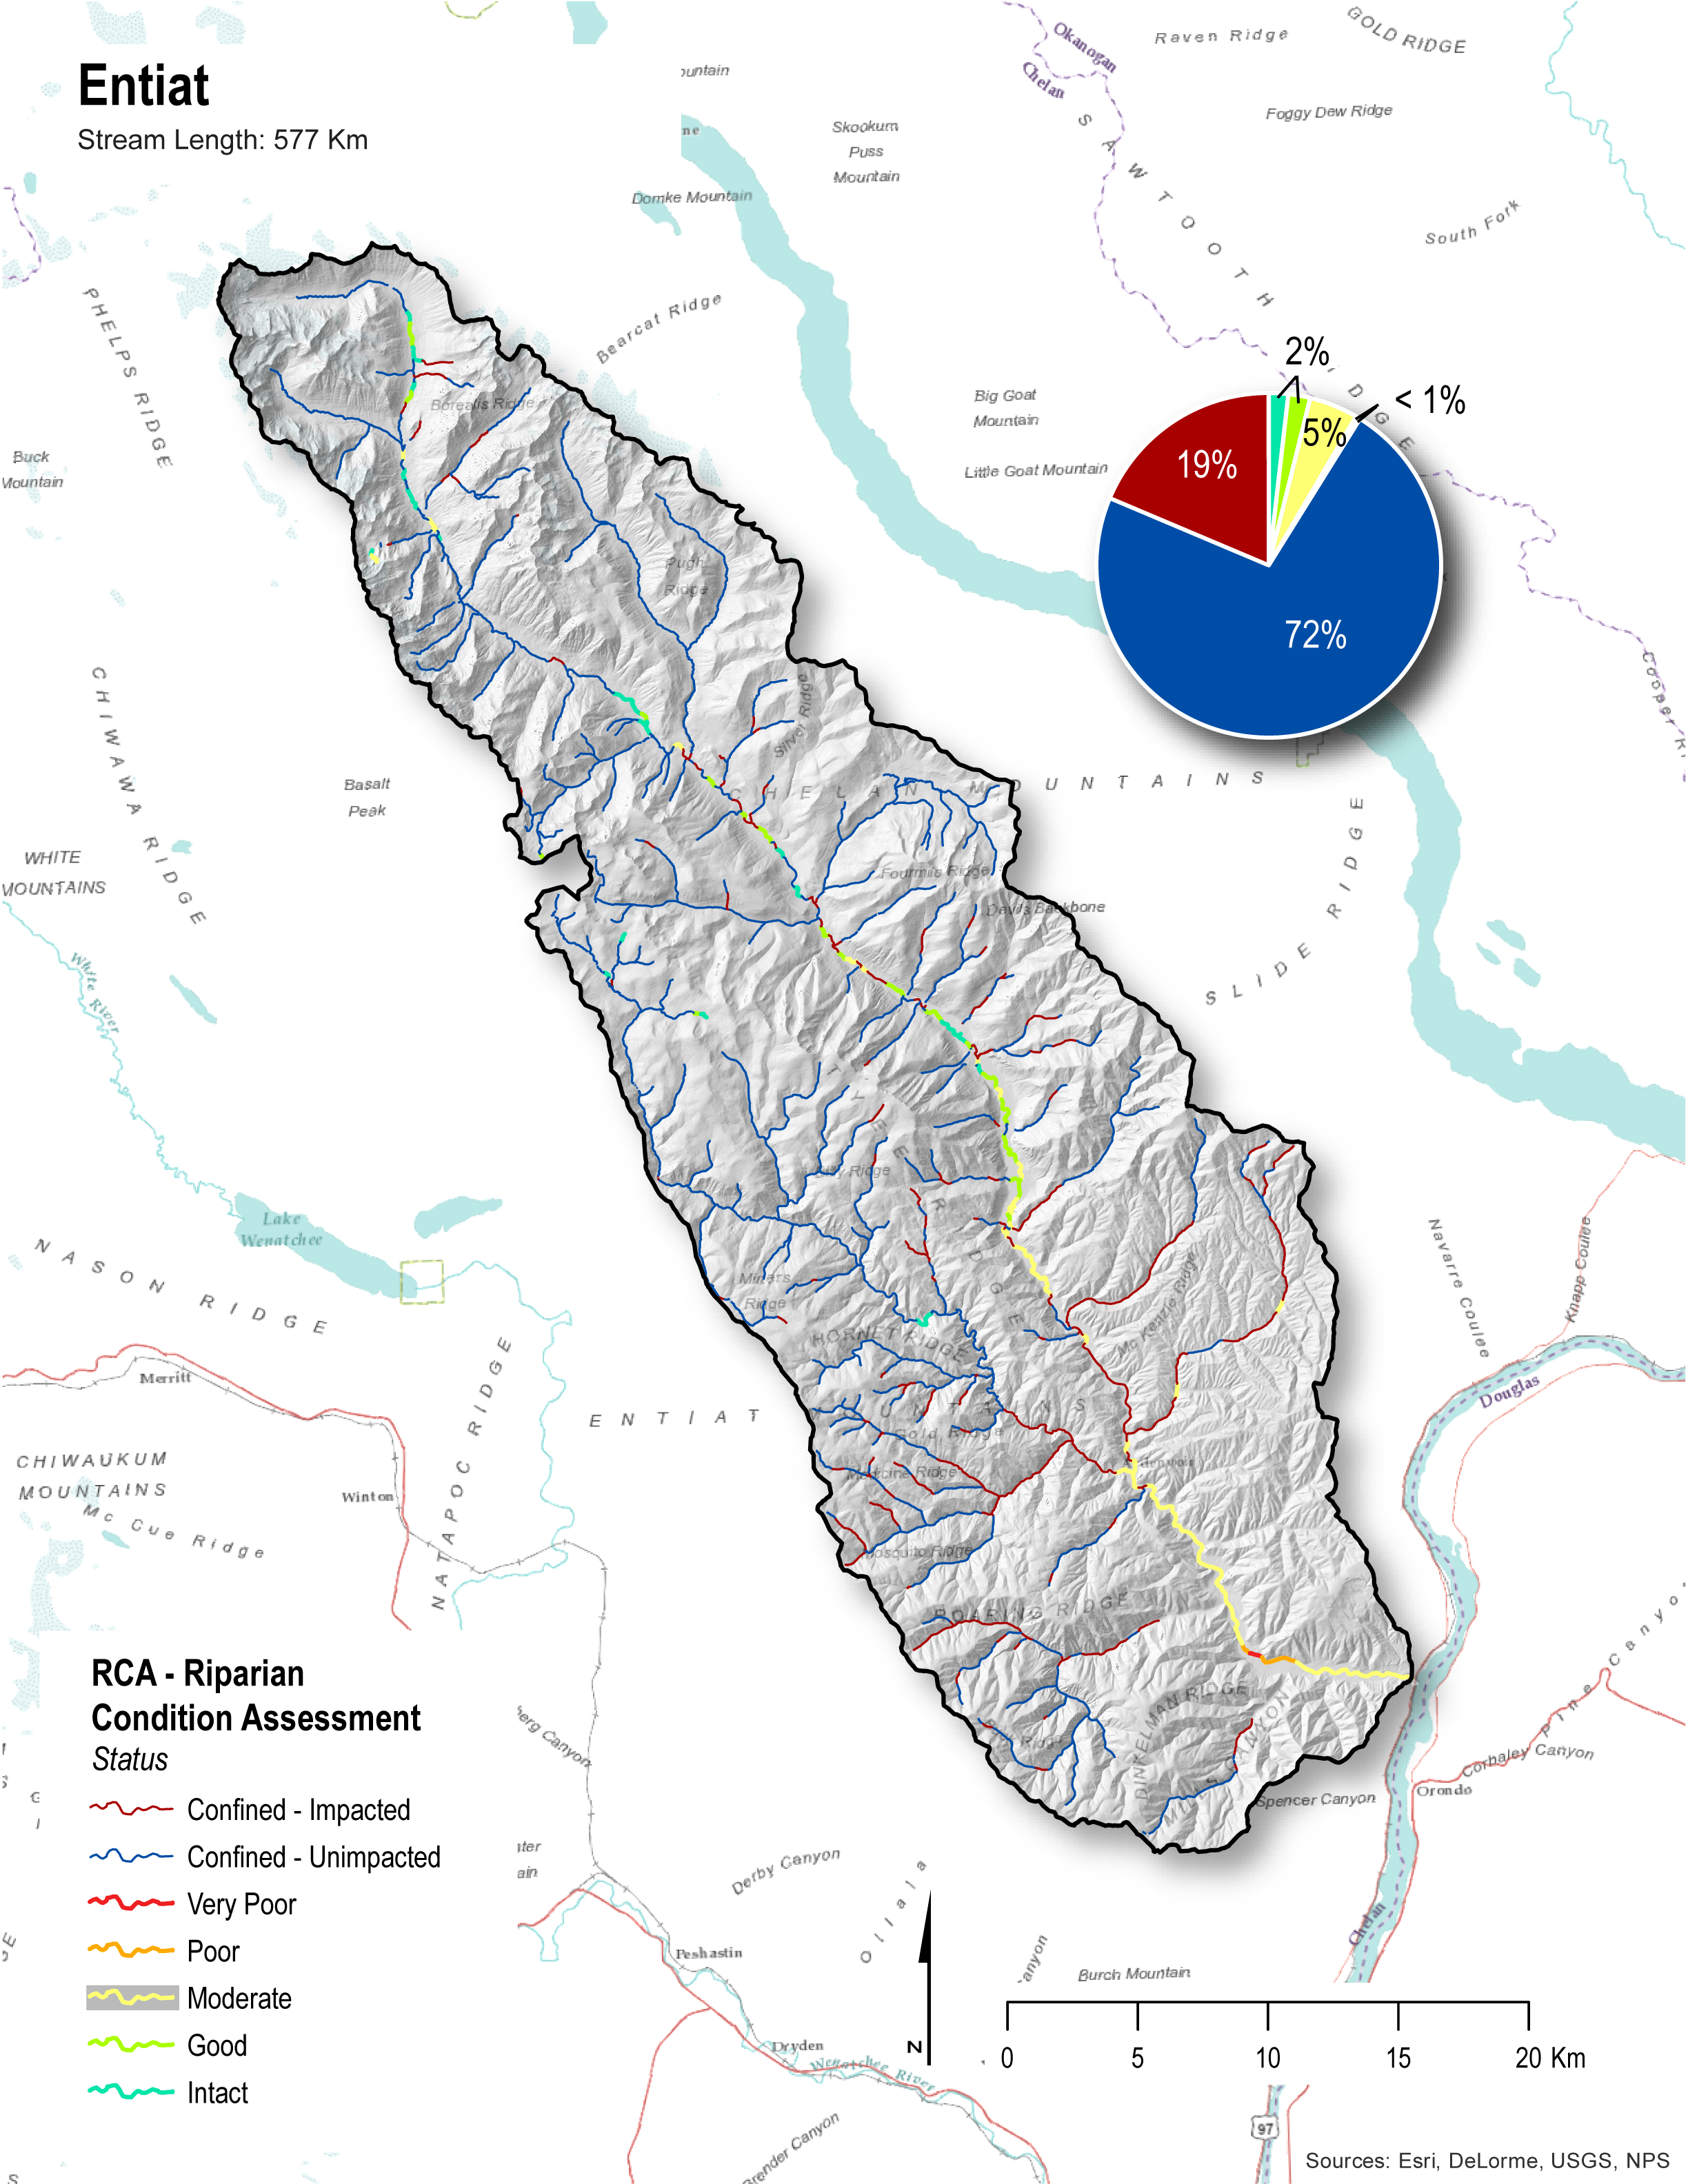 Entiat
Stream Length: 577 Km
Okanogan
Chelan
Raven Ridge
GOLD RIDGE
Foggy Dew Ridge
South Fork
SAWTOOTH RIDGE
Skookum
Puss
Mountain
Domke Mountain
Bearcat Ridge
PHELPS RIDGE
Buck
Mountain
Borealis Ridge
Big Goat
Mountain
Little Goat Mountain
2%
< 1%
5%
19%
72%
Pugh
Ridge
Silver Ridge
CHELAN MOUNTAINS
CHIWAWA RIDGE
Basalt
Peak
WHITE
MOUNTAINS
White River
Fourmile Ridge
Devils Backbone
SLIDE RIDGE
TYEE RIDGE
Lake
Wenatchee
NASON RIDGE
Miners
Ridge
HORNET RIDGE
Mc Kenzie Ridge
Navarre Coulee
Knapp Coulee
Douglas
Merritt
NATAPOC RIDGE
ENTIAT MOUNTAINS
Gold Ridge
Medicine Ridge
CHIWAUKUM
MOUNTAINS
Mc Cue Ridge
Winton
Mosquito Ridge
ROARING RIDGE
DINKELMAN RIDGE
MILLS CANYON
Pine Canyon
Corbaley Canyon
Orondo
Spencer Canyon
Chelan
RCA - Riparian
Condition Assessment
Status
Confined - Impacted
Confined - Unimpacted
Very Poor
Poor
Moderate
Good
Intact
Derby Canyon
Ollala
Canyon
Burch Mountain
Peshastin
Dryden
Wenatchee River
Brender Canyon
N
0 5 10 15 20 Km
97
Sources: Esri, DeLorme, USGS, NPS